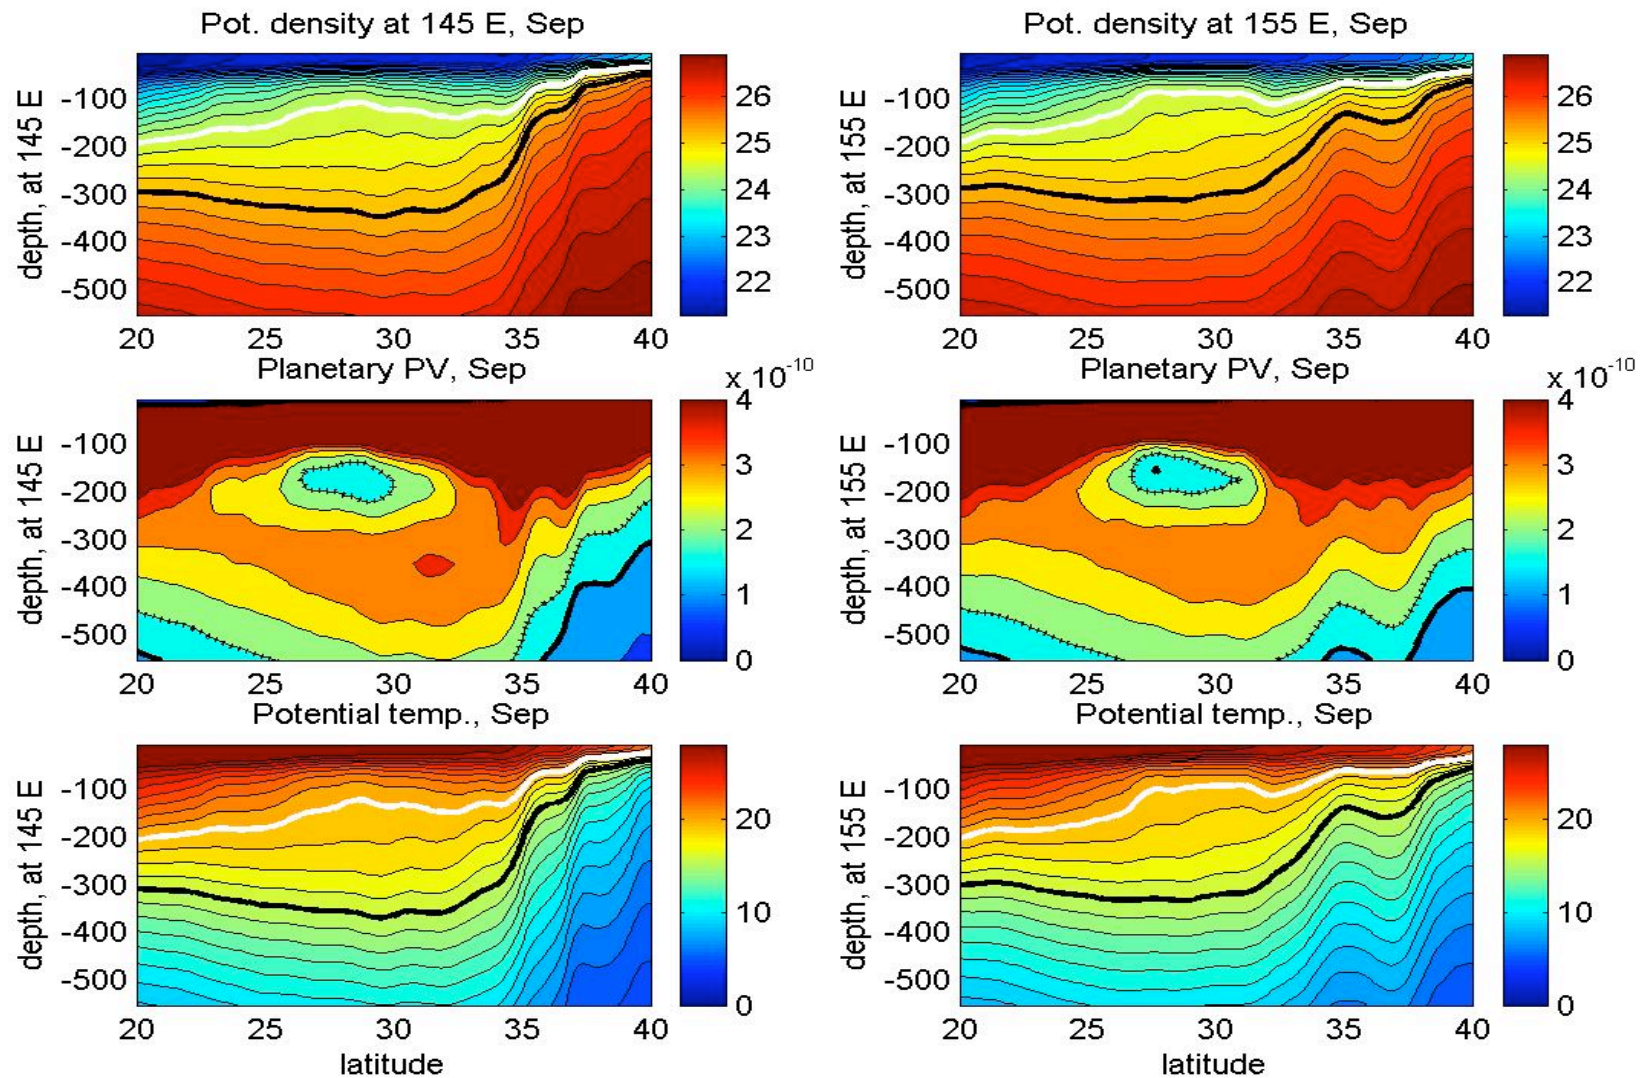 Pot. density at 145 E, Sep
depth, at 145 E
-100
-200
-300
-400
-500
20 25 30 35 40
26
25
24
23
22
Pot. density at 155 E, Sep
depth, at 155 E
-100
-200
-300
-400
-500
20 25 30 35 40
26
25
24
23
22
Planetary PV, Sep
x 10-10
depth, at 145 E
-100
-200
-300
-400
-500
20 25 30 35 40
4
3
2
1
0
Planetary PV, Sep
x 10-10
depth, at 155 E
-100
-200
-300
-400
-500
20 25 30 35 40
4
3
2
1
0
Potential temp., Sep
depth, at 145 E
-100
-200
-300
-400
-500
20 25 30 35 40
latitude
20
10
0
Potential temp., Sep
depth, at 155 E
-100
-200
-300
-400
-500
20 25 30 35 40
latitude
20
10
0